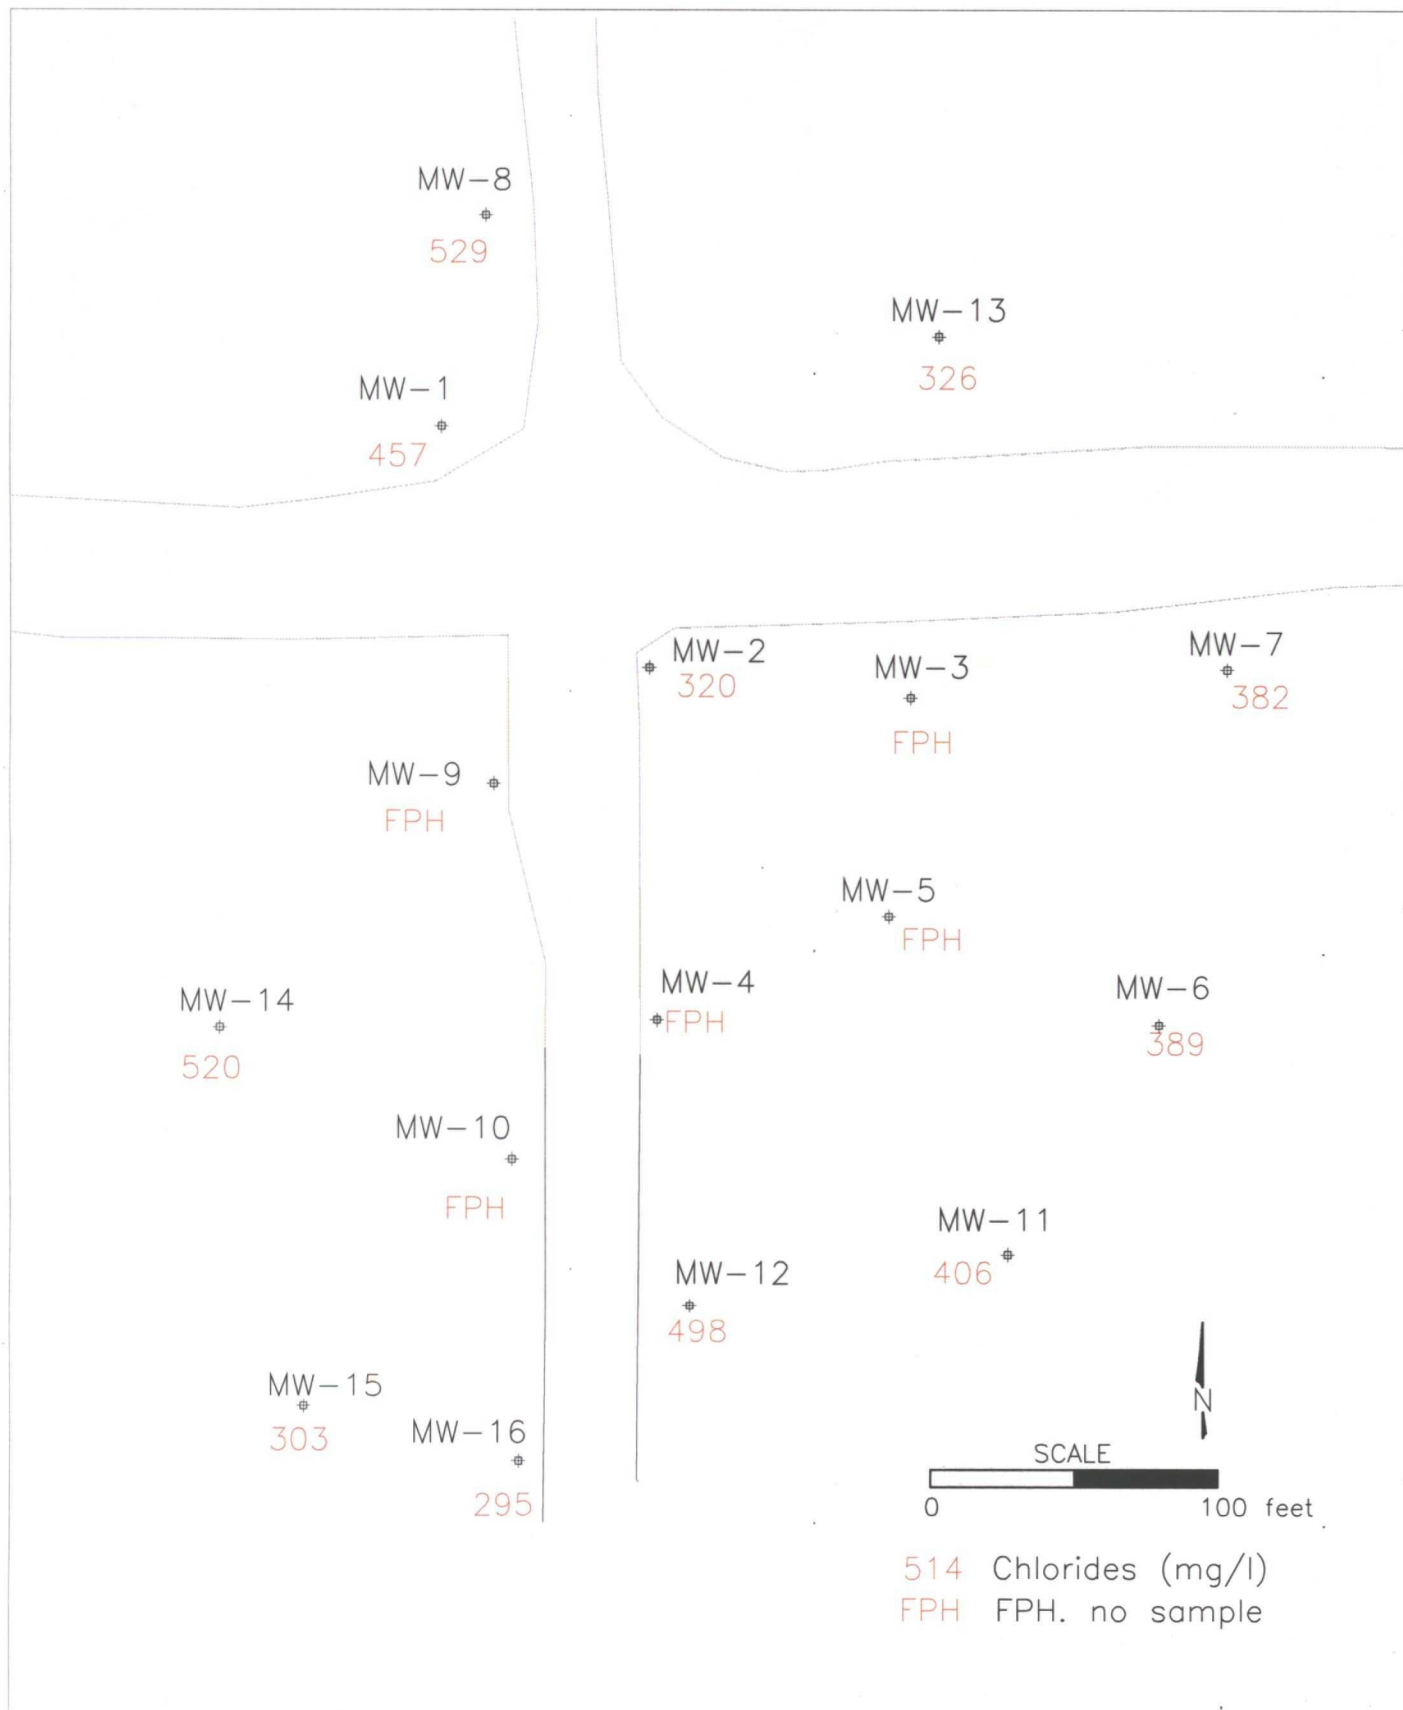 MW-8
529
MW-13
326
MW-1
457
MW-2
320
MW-3
FPH
MW-7
382
MW-9
FPH
MW-5
FPH
MW-4
FPH
MW-6
389
MW-14
520
MW-10
FPH
MW-11
406
MW-12
498
MW-15
303
MW-16
295
N
SCALE
0 100 feet
514 Chlorides (mg/l)
FPH FPH. no sample